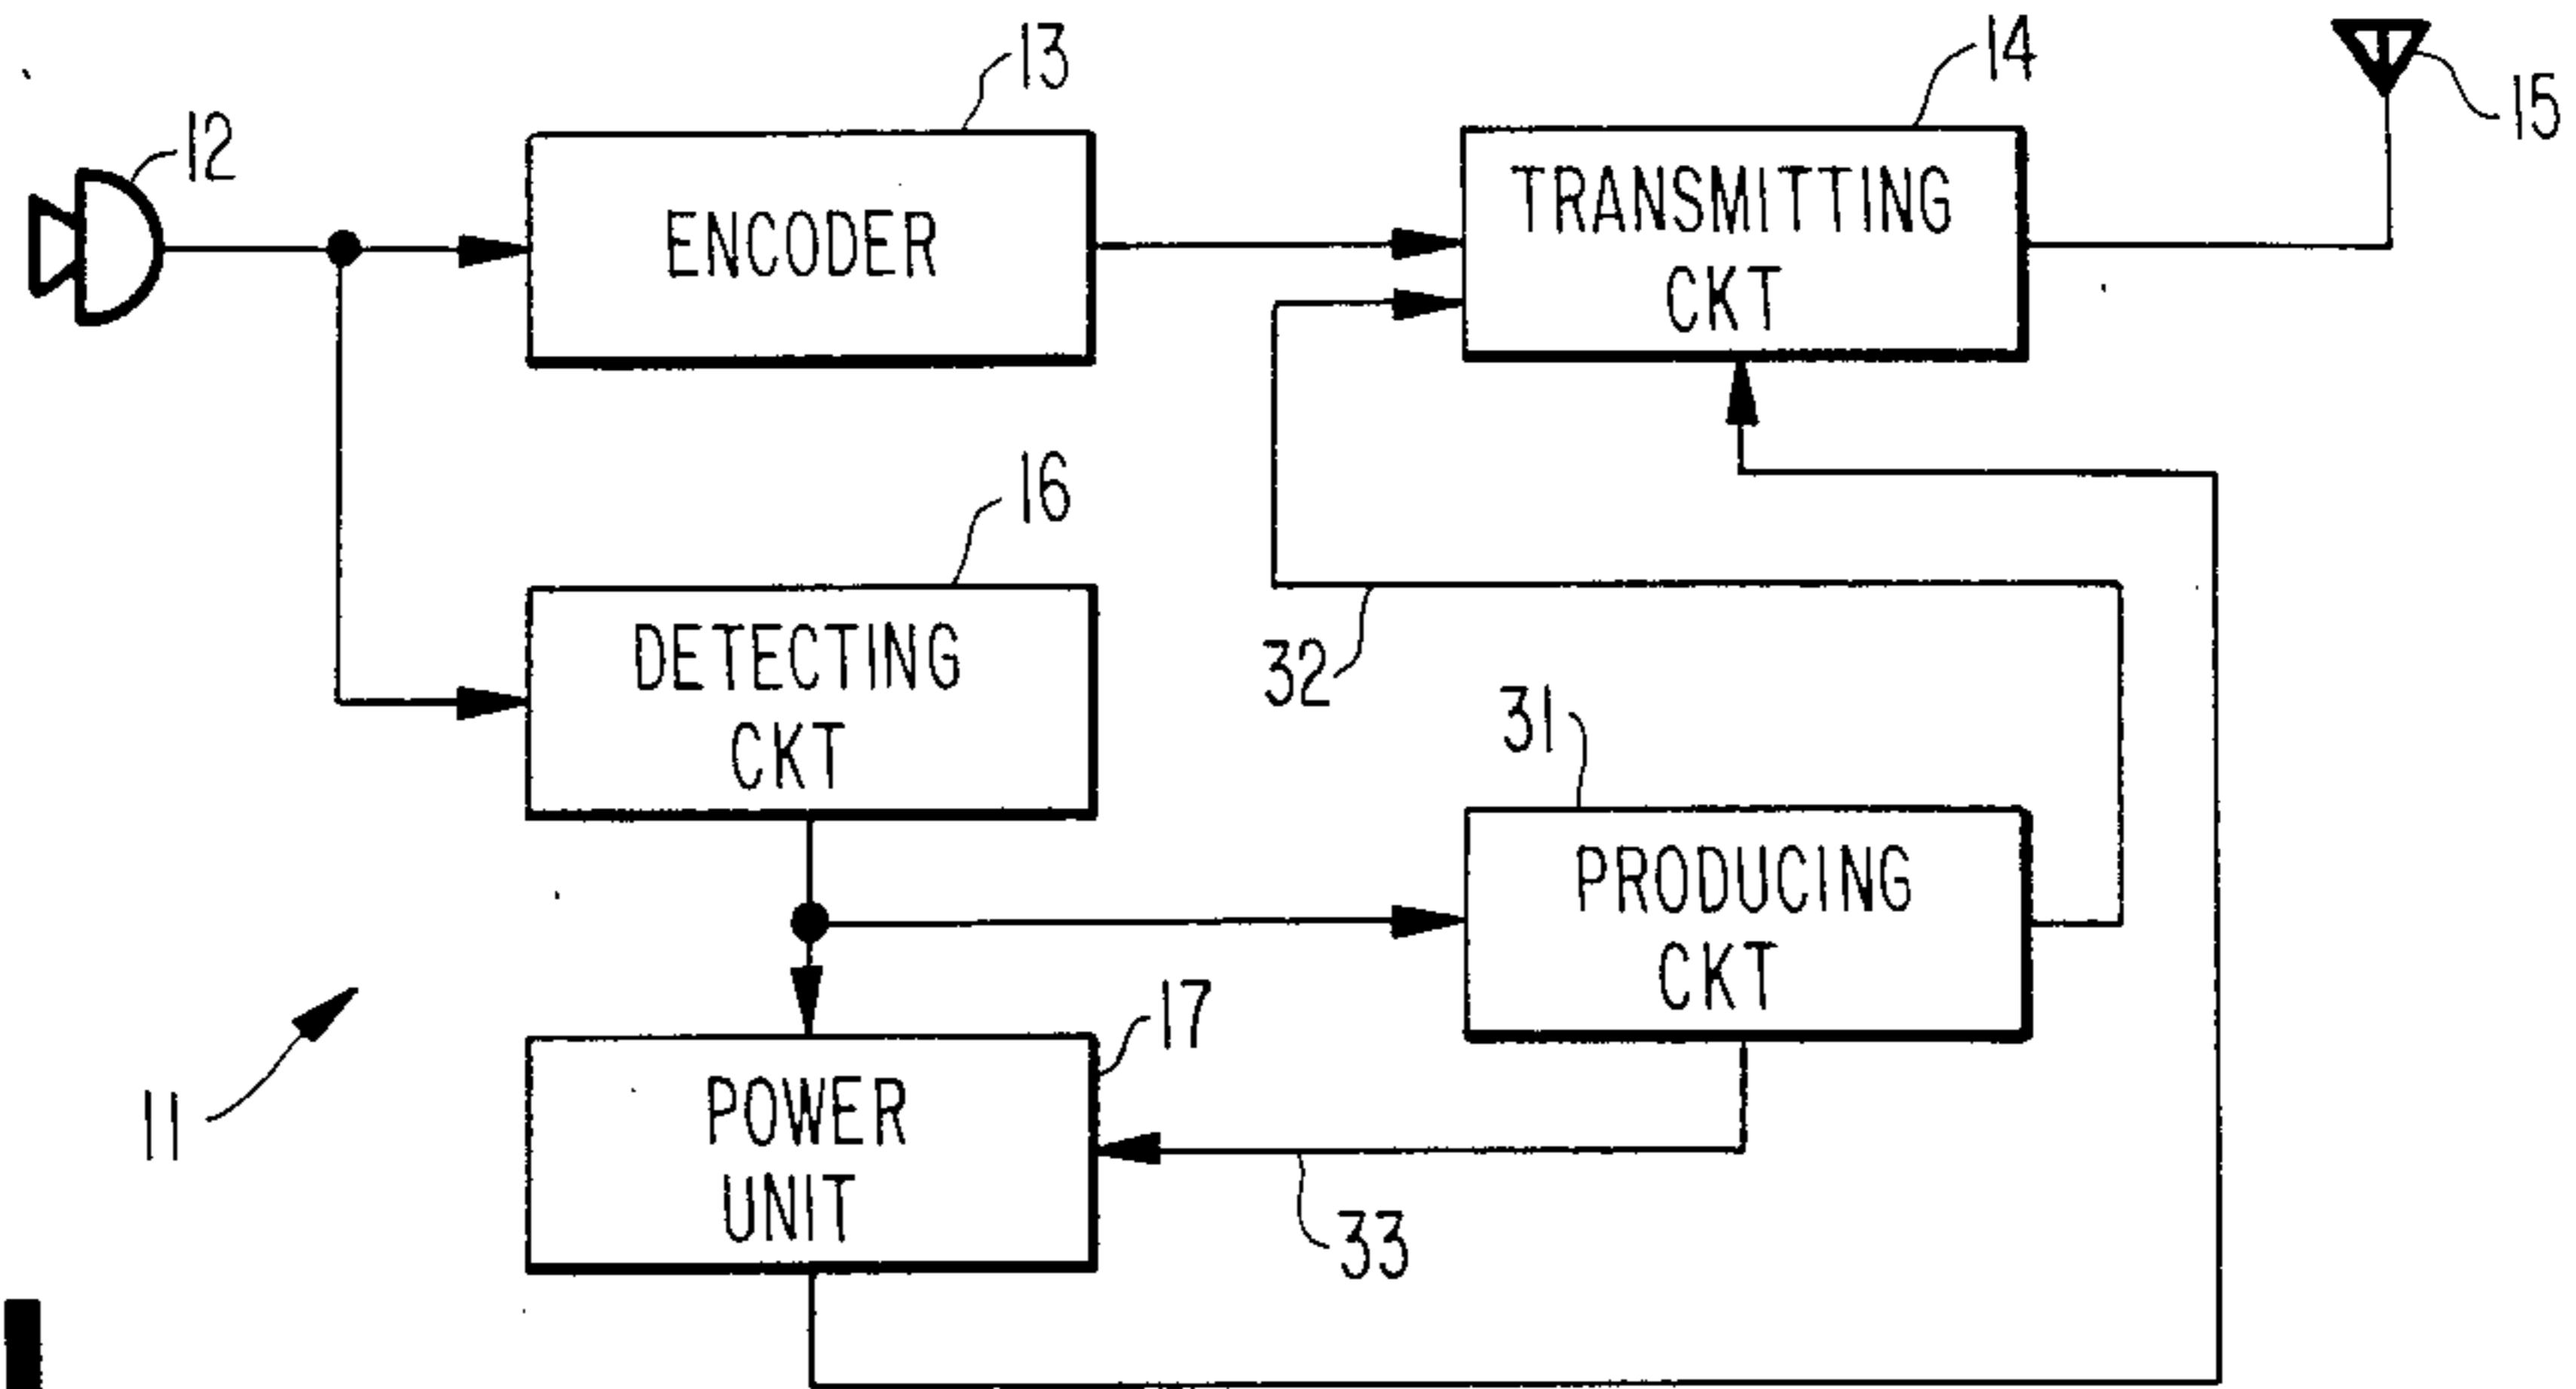 13
14
15
12
ENCODER
TRANSMITTING
CKT
16
DETECTING
CKT
32
31
PRODUCING
CKT
17
11
POWER
UNIT
33